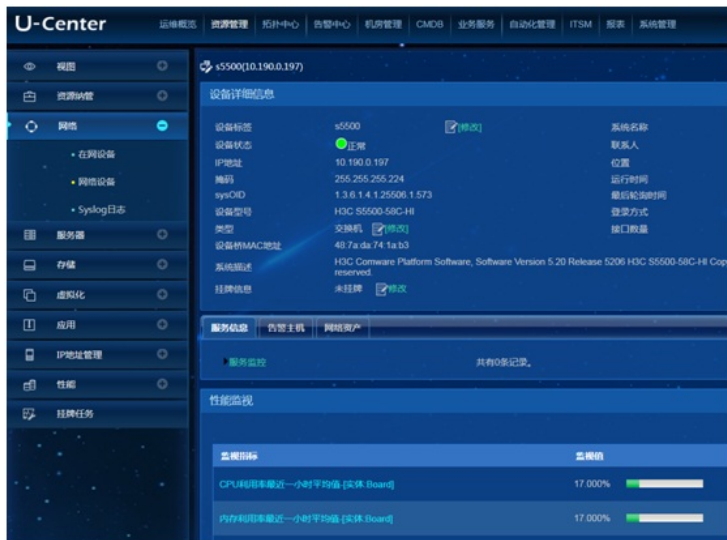 U-Center 运维概览 资源管理 拓扑中心 告警中心 机房管理 CMDB 业务服务 自动化管理 ITSM 报表 系统管理
视图
资源纳管
网络
在网设备
网络设备
Syslog日志
服务器
存储
虚拟化
应用
IP地址管理
性能
挂牌任务
s5500(10.190.0.197)
设备详细信息
设备标签 s5500 [修改] 系统名称
设备状态 正常 联系人
IP地址 10.190.0.197 位置
掩码 255.255.255.224 运行时间
sysOID 1.3.6.1.4.1.25506.1.573 最后轮询时间
设备型号 H3C S5500-58C-HI 登录方式
类型 交换机 [修改] 接口数量
设备桥MAC地址 48:7a:da:74:1a:b3
系统描述 H3C Comware Platform Software, Software Version 5.20 Release 5206 H3C S5500-58C-HI Cop
reserved.
挂牌信息 未挂牌 修改
服务信息 告警主机 网络资产
服务监控 共有0条记录。
性能监视
监视指标 监视值
CPU利用率最近一小时平均值-[实体:Board] 17.000%
内存利用率最近一小时平均值-[实体:Board] 17.000%